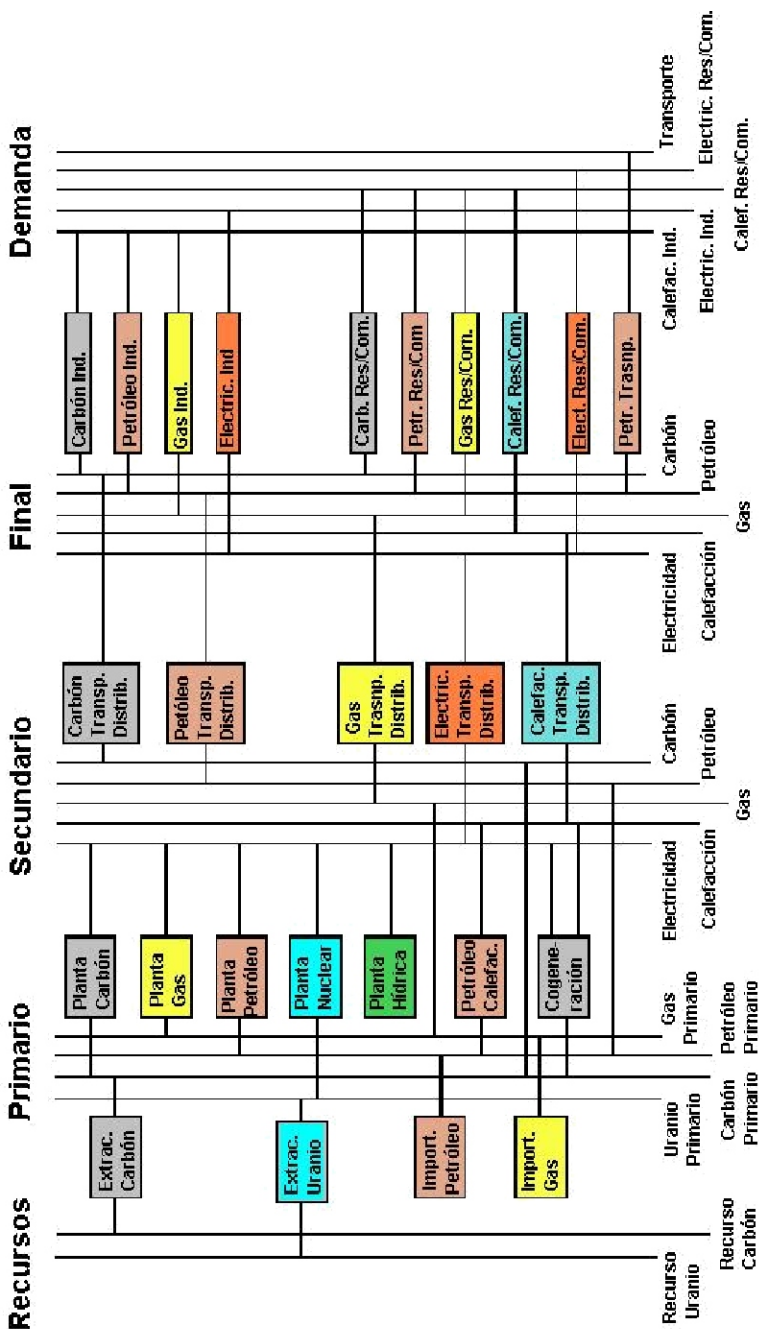 Recursos
Primario
Secundario
Final
Demanda
Extrac.
Carbón
Extrac.
Uranio
Import.
Petróleo
Import.
Gas
Planta
Carbón
Planta
Gas
Planta
Petróleo
Planta
Nuclear
Planta
Hídrica
Petróleo
Calefac.
Cogene-
ración
Carbón
Transp.
Distrib.
Petóleo
Transp.
Distrib.
Gas
Trasnp.
Distrib.
Electric.
Transp.
Distrib.
Calefac.
Transp.
Distrib.
Carbón Ind.
Petróleo Ind.
Gas Ind.
Electric. Ind
Carb. Res/Com.
Petr. Res/Com
Gas Res/Com.
Calef. Res/Com.
Elect. Res/Com.
Petr. Trasnp.
Recurso
Uranio
Recurso
Carbón
Uranio
Primario
Carbón
Primario
Petróleo
Primario
Gas
Primario
Electricidad
Calefacción
Gas
Petróleo
Carbón
Electricidad
Calefacción
Gas
Petróleo
Carbón
Calefac. Ind.
Electric. Ind.
Calef. Res/Com.
Electric. Res/Com.
Transporte